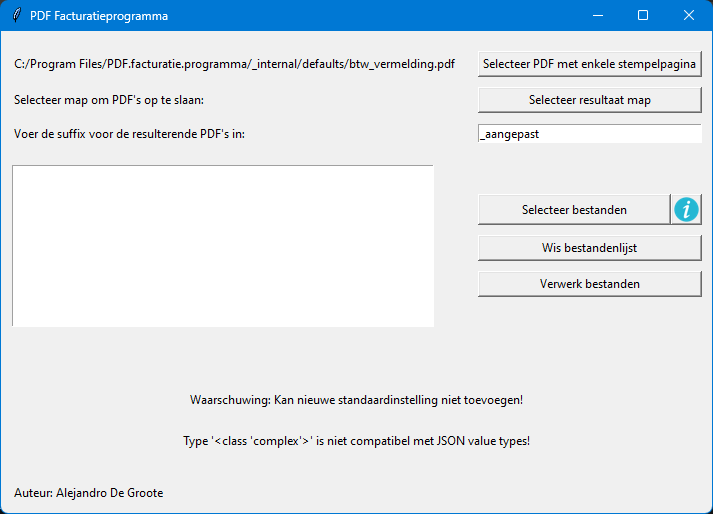 PDF Facturatieprogramma
C:/Program Files/PDF.facturatie.programma/_internal/defaults/btw_vermelding.pdf
Selecteer PDF met enkele stempelpagina
Selecteer map om PDF's op te slaan:
Selecteer resultaat map
Voer de suffix voor de resulterende PDF's in:
_aangepast
Selecteer bestanden
i
Wis bestandenlijst
Verwerk bestanden
Waarschuwing: Kan nieuwe standaardinstelling niet toevoegen!
Type '<class 'complex'>' is niet compatibel met JSON value types!
Auteur: Alejandro De Groote